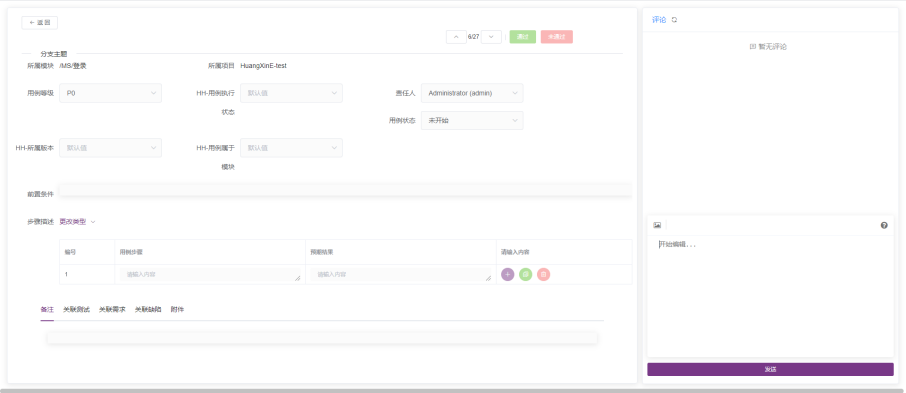 ← 返回
6/27 通过 未通过
分支主题
所属模块 /MS/登录 所属项目 HuangXinE-test
用例等级 P0 HH-用例执行状态 默认值 责任人 Administrator (admin)
用例状态 未开始
HH-所属版本 默认值 HH-用例属于模块 默认值
前置条件
步骤描述 更改类型
编号 用例步骤 预期结果 请输入内容
1 请输入内容 请输入内容
备注 关联测试 关联需求 关联缺陷 附件
评论
暂无评论
开始编辑...
发送